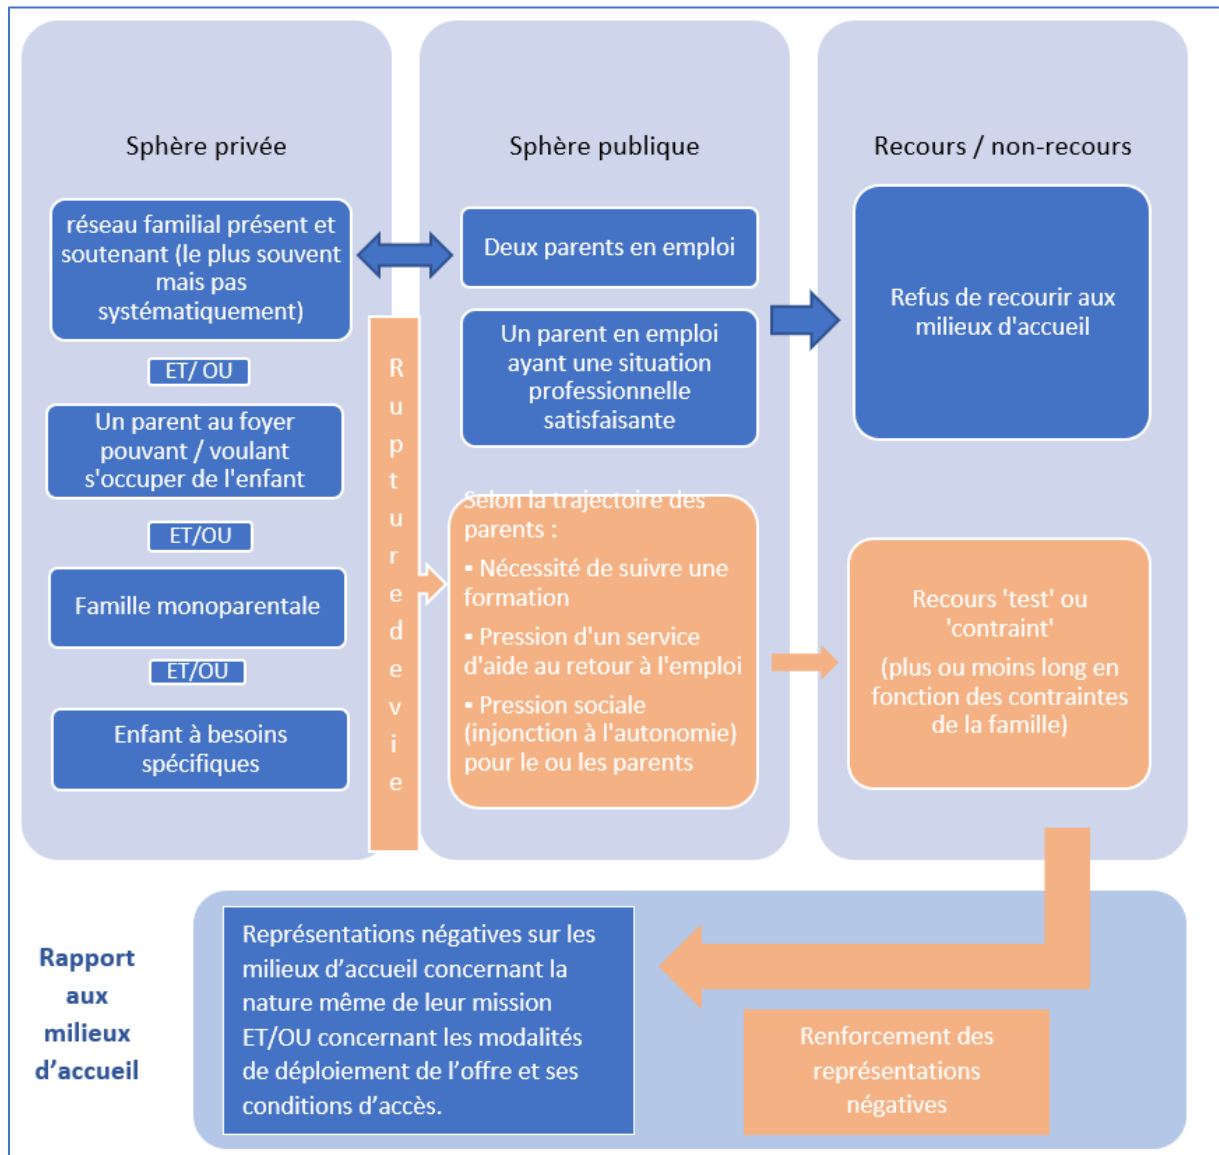 Sphère privée
réseau familial présent et
soutenant (le plus souvent
mais pas
systématiquement)
ET/ OU
Un parent au foyer
pouvant / voulant
s'occuper de l'enfant
ET/OU
Famille monoparentale
ET/OU
Enfant à besoins
spécifiques
R
u
p
t
u
r
e
d
e
v
i
e
Sphère publique
Deux parents en emploi
Un parent en emploi
ayant une situation
professionnelle
satisfaisante
Selon la trajectoire des
parents :
▪ Nécessité de suivre une
formation
▪ Pression d'un service
d'aide au retour à l'emploi
▪ Pression sociale
(injonction à l'autonomie)
pour le ou les parents
Recours / non-recours
Refus de recourir aux
milieux d'accueil
Recours 'test' ou
'contraint'
(plus ou moins long en
fonction des contraintes
de la famille)
Rapport
aux
milieux
d’accueil
Représentations négatives sur les
milieux d’accueil concernant la
nature même de leur mission
ET/OU concernant les modalités
de déploiement de l’offre et ses
conditions d’accès.
Renforcement des
représentations
négatives